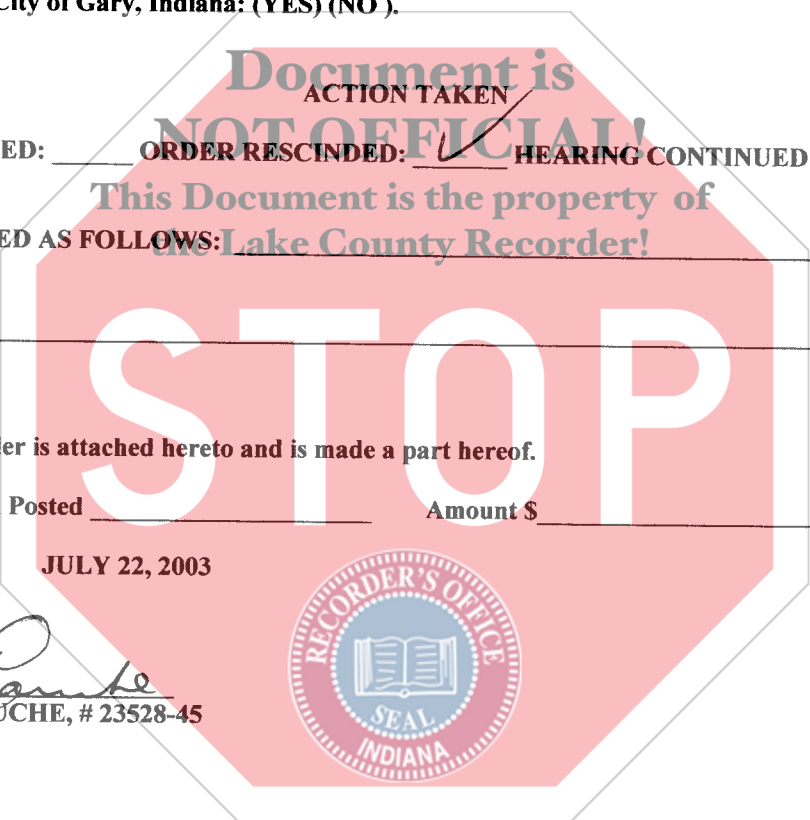 City of Gary, Indiana: (YES) (NO ).
Document is
ACTION TAKEN
NOT OFFICIAL!
ED: ORDER RESCINDED: HEARING CONTINUED
This Document is the property of
ED AS FOLLOWS:
the Lake County Recorder!
STOP
er is attached hereto and is made a part hereof.
Posted Amount $
JULY 22, 2003
RECORDER'S OFFICE
SEAL
INDIANA
UCHE, # 23528-45